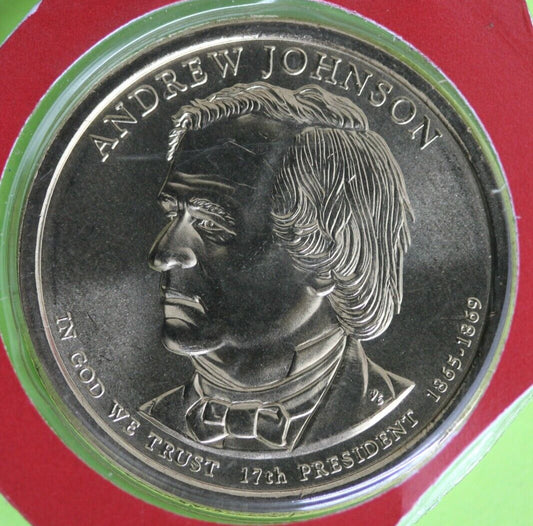 ANDREW JOHNSON
IN GOD WE TRUST 17th PRESIDENT 1865-1869